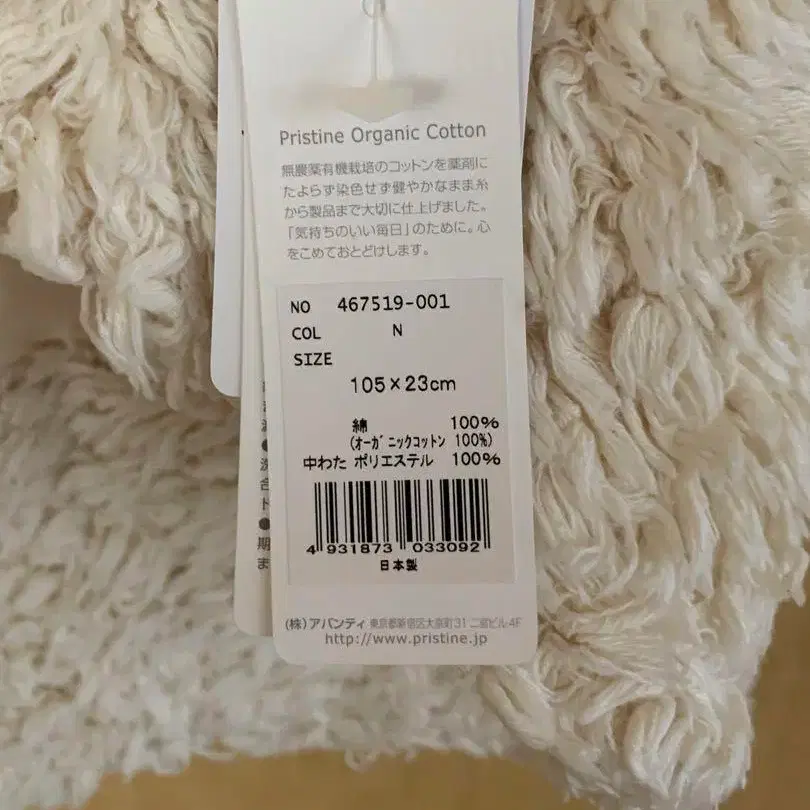 Pristine Organic Cotton
無農薬有機栽培のコットンを薬剤に
たよらず染色せず健やかなまま糸
から製品まで大切に仕上げました。
「気持ちのいい毎日」のために。心
をこめておとどけします。
NO 467519-001
COL N
SIZE
105×23cm
綿 100%
(オーガニックコットン 100%)
中わた ポリエステル 100%
4 931873 033092
日本製
(株)アバンティ 東京都新宿区大京町31 二宮ビル4F
http://www.pristine.jp